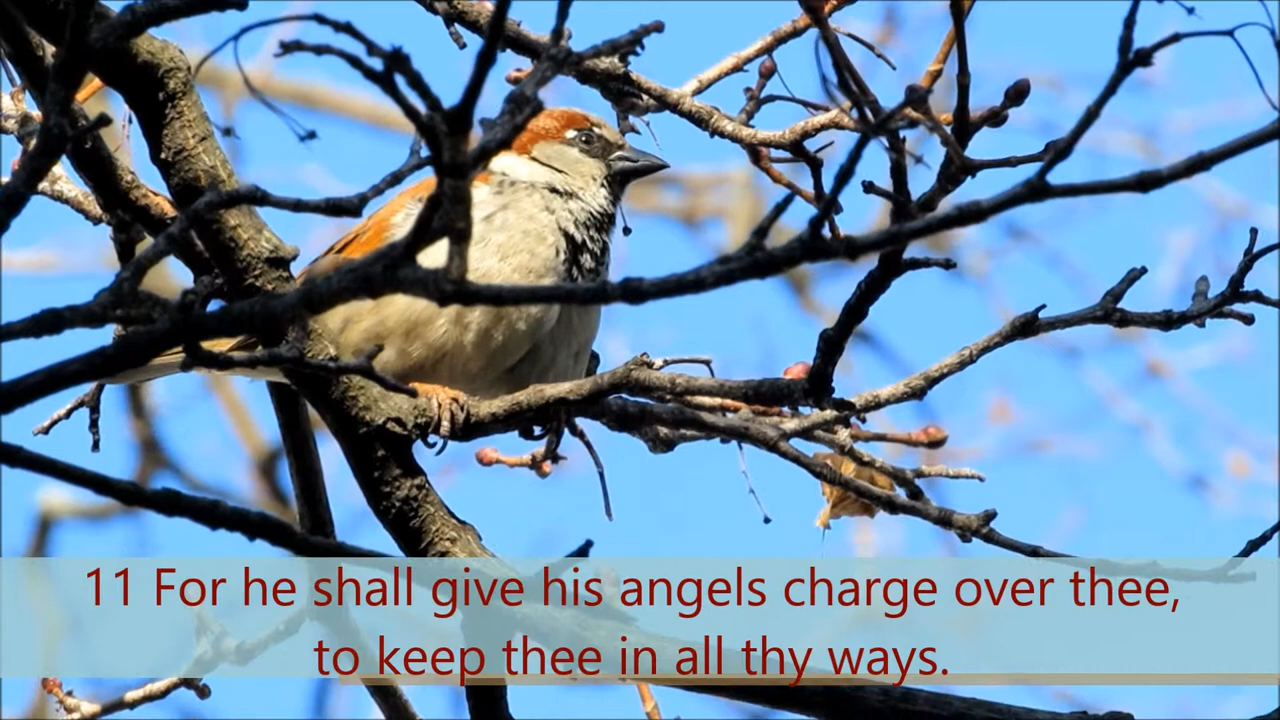 11 For he shall give his angels charge over thee,
to keep thee in all thy ways.